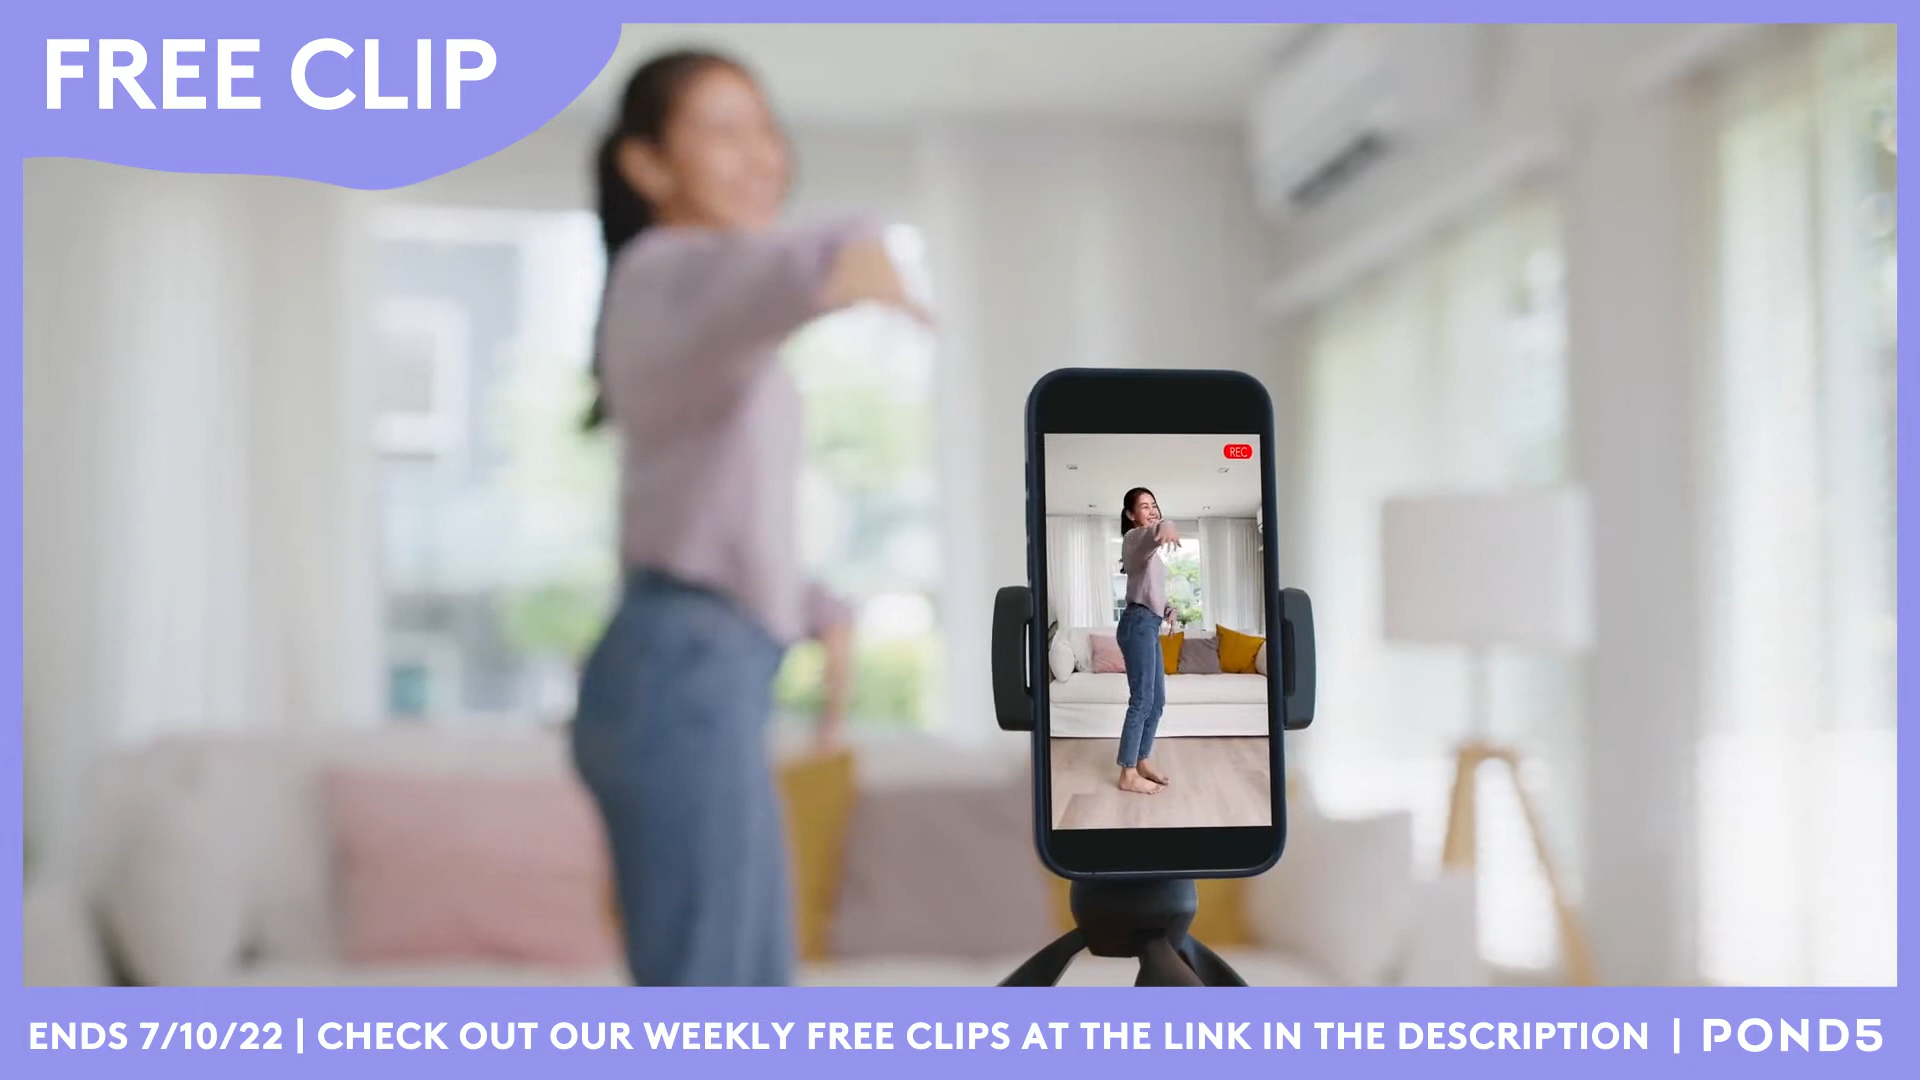 FREE CLIP
REC
ENDS 7/10/22 | CHECK OUT OUR WEEKLY FREE CLIPS AT THE LINK IN THE DESCRIPTION | POND5